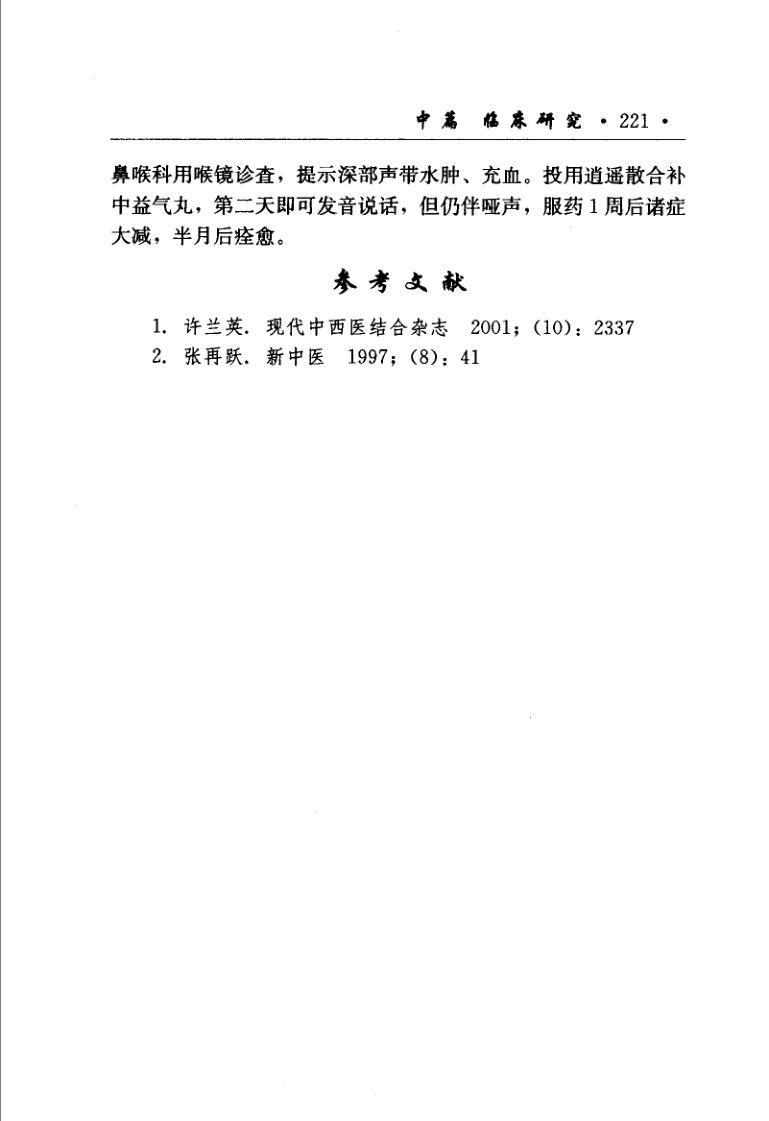 中篇 临床研究 · 221 ·
鼻喉科用喉镜诊查，提示深部声带水肿、充血。投用逍遥散合补
中益气丸，第二天即可发音说话，但仍伴哑声，服药1周后诸症
大减，半月后痊愈。
参考文献
1. 许兰英. 现代中西医结合杂志 2001；（10）：2337
2. 张再跃. 新中医 1997；（8）：41